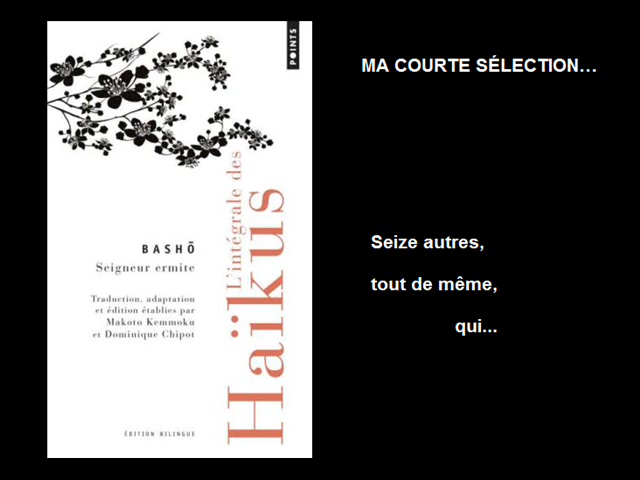 POINTS
BASHÕ
Seigneur ermite
Traduction, adaptation
et édition établies par
Makoto Kemmoku
et Dominique Chipot
L'intégrale des
Haïkus
ÉDITION BILINGUE
MA COURTE SÉLECTION...
Seize autres,
tout de même,
qui...